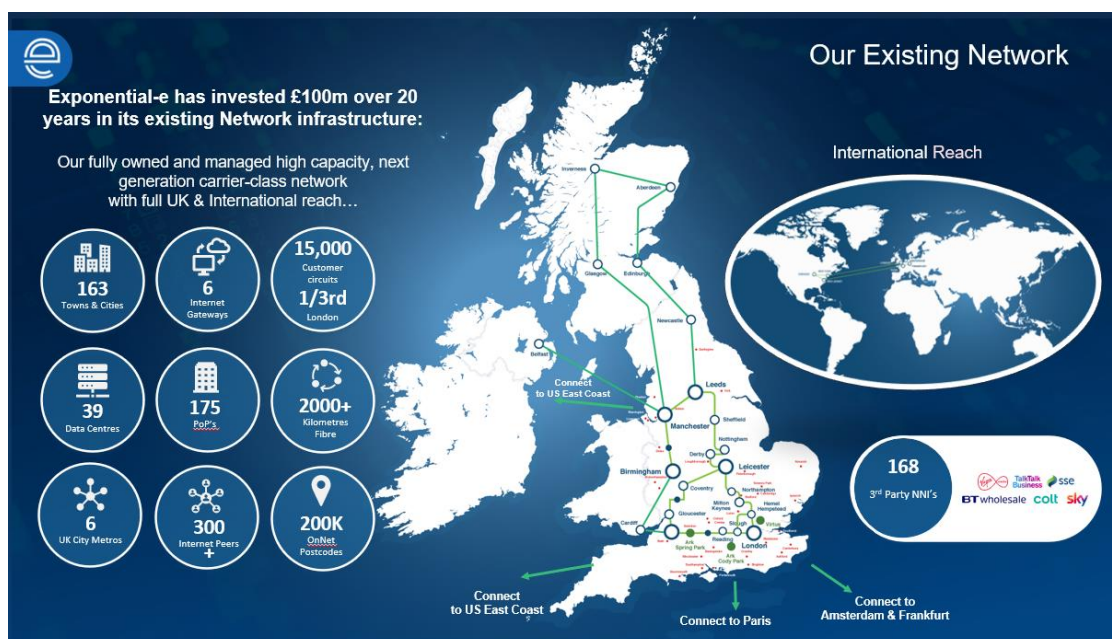 Our Existing Network
Exponential-e has invested £100m over 20
years in its existing Network infrastructure:
Our fully owned and managed high capacity, next
generation carrier-class network
with full UK & International reach…
163
Towns & Cities
6
Internet
Gateways
15,000
Customer
circuits
1/3rd
London
39
Data Centres
175
PoP's
2000+
Kilometres
Fibre
6
UK City Metros
300
Internet Peers
+
200K
OnNet
Postcodes
Inverness
Aberdeen
Glasgow
Edinburgh
Newcastle
Belfast
Connect
to US East Coast
Leeds
Manchester
Sheffield
Nottingham
Derby
Leicester
Birmingham
Coventry
Northampton
Milton
Keynes
Hemel
Hempstead
Gloucester
Cardiff
Slough
Virtus
Reading
London
Ark
Spring Park
Ark
Cody Park
Connect
to US East Coast
Connect to Paris
Connect to
Amsterdam & Frankfurt
International Reach
168
3rd Party NNI's
Virgin
TalkTalk
Business
sse
BT wholesale
colt
sky